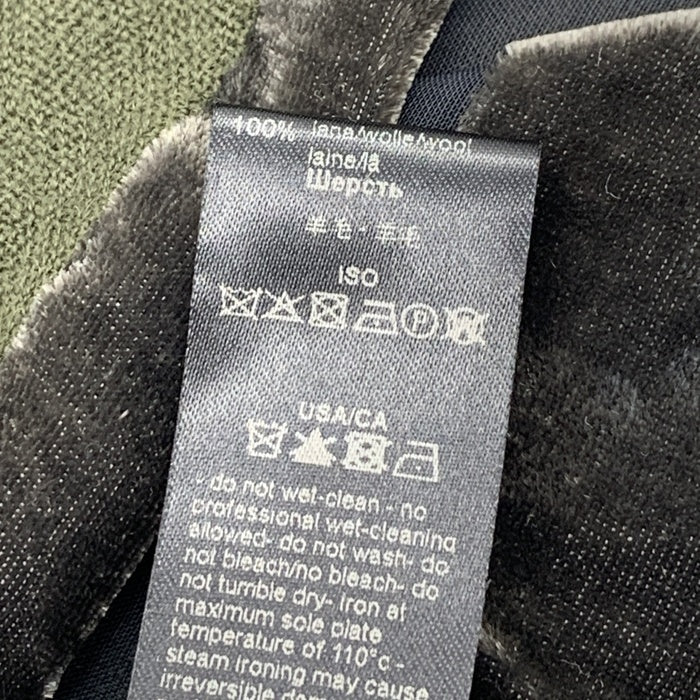 100% lana/wolle/wool
laine/lã
Шерсть
羊毛·羊毛
ISO
P W
USA/CA
- do not wet-clean - no
professional wet-cleaning
allowed- do not wash- do
not bleach/no bleach- do
not tumble dry- Iron at
maximum sole plate
temperature of 110°c -
steam ironing may cause
irreversible